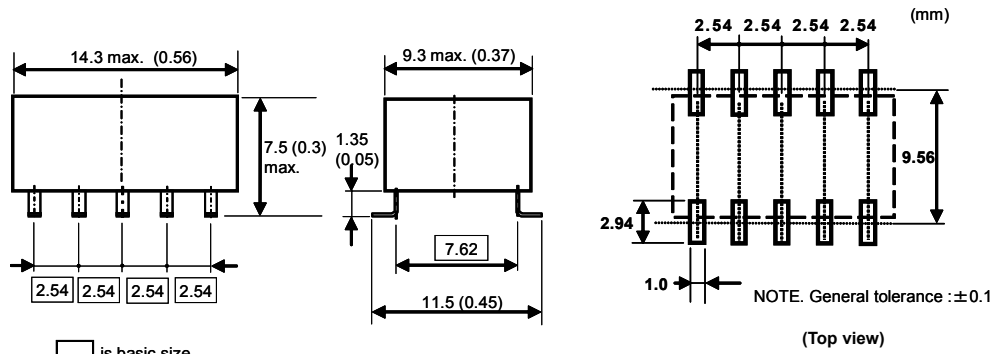 14.3 max. (0.56)
7.5 (0.3)
max.
2.54 2.54 2.54 2.54
is basic size
9.3 max. (0.37)
1.35
(0.05)
7.62
11.5 (0.45)
(mm)
2.54 2.54 2.54 2.54
9.56
2.94
1.0
NOTE. General tolerance :±0.1
(Top view)